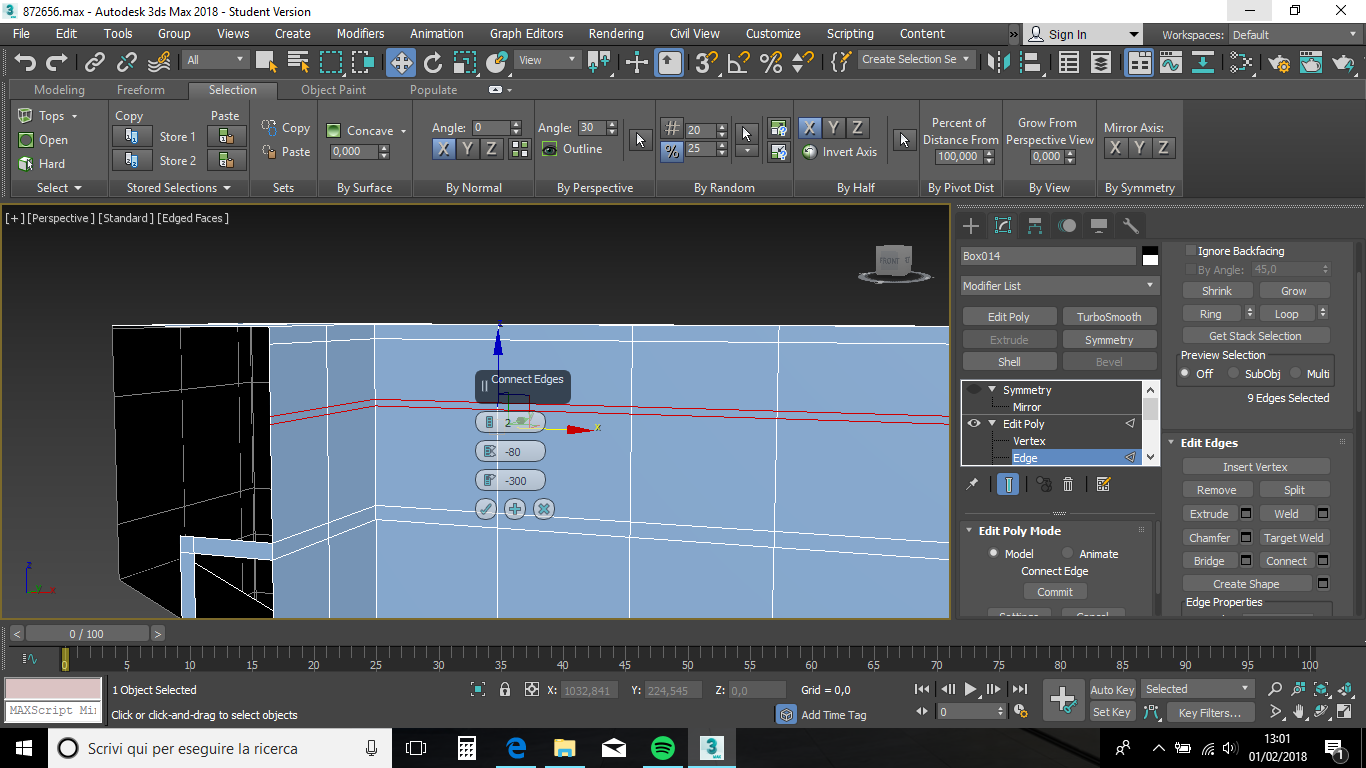 872656.max - Autodesk 3ds Max 2018 - Student Version
File Edit Tools Group Views Create Modifiers Animation Graph Editors Rendering Civil View Customize Scripting Content » Sign In Workspaces: Default
All View Create Selection Se
Modeling Freeform Selection Object Paint Populate
Tops Copy Paste Angle: 0 Angle: 30 20 X Y Z Percent of Grow From Mirror Axis:
Open Store 1 Copy Concave X Y Z Outline 25 Invert Axis Distance From Perspective View X Y Z
Hard Store 2 Paste 0,000 100,000 0,000
Select Stored Selections Sets By Surface By Normal By Perspective By Random By Half By Pivot Dist By View By Symmetry
[+] [Perspective] [Standard] [Edged Faces]
FRONT
z
Connect Edges
2
x
-80
-300
z
x
Box014
Modifier List
Edit Poly TurboSmooth
Extrude Symmetry
Shell Bevel
Symmetry
Mirror
Edit Poly
Vertex
Edge
Edit Poly Mode
Model Animate
Connect Edge
Commit
Settings Cancel
Ignore Backfacing
By Angle: 45,0
Shrink Grow
Ring Loop
Get Stack Selection
Preview Selection
Off SubObj Multi
9 Edges Selected
Edit Edges
Insert Vertex
Remove Split
Extrude Weld
Chamfer Target Weld
Bridge Connect
Create Shape
Edge Properties
< 0 / 100 >
0 5 10 15 20 25 30 35 40 45 50 55 60 65 70 75 80 85 90 95 100
1 Object Selected X: 1032,841 Y: 224,545 Z: 0,0 Grid = 0,0 Auto Key Selected
MAXScript Mi Click or click-and-drag to select objects Add Time Tag 0 Set Key Key Filters...
Scrivi qui per eseguire la ricerca
3
MAX
13:01
01/02/2018
1